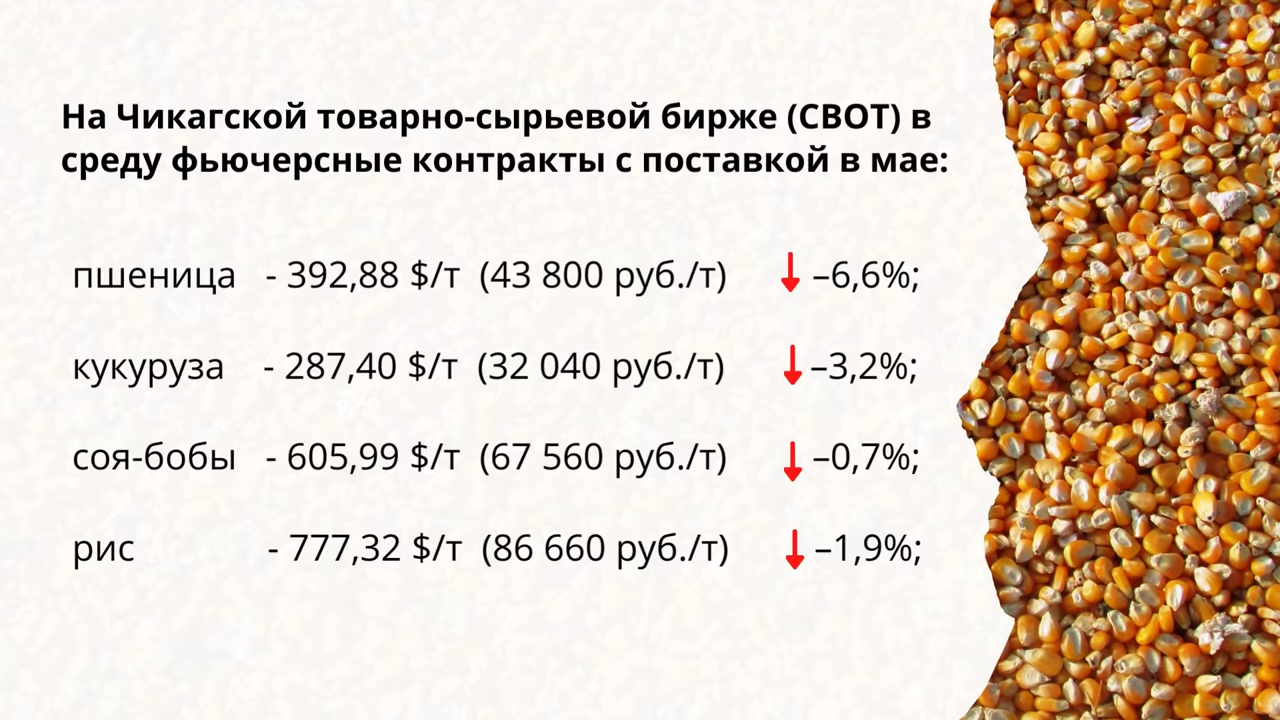 На Чикагской товарно-сырьевой бирже (СВОТ) в
среду фьючерсные контракты с поставкой в мае:
пшеница - 392,88 $/т (43 800 руб./т) –6,6%;
кукуруза - 287,40 $/т (32 040 руб./т) –3,2%;
соя-бобы - 605,99 $/т (67 560 руб./т) –0,7%;
рис - 777,32 $/т (86 660 руб./т) –1,9%;